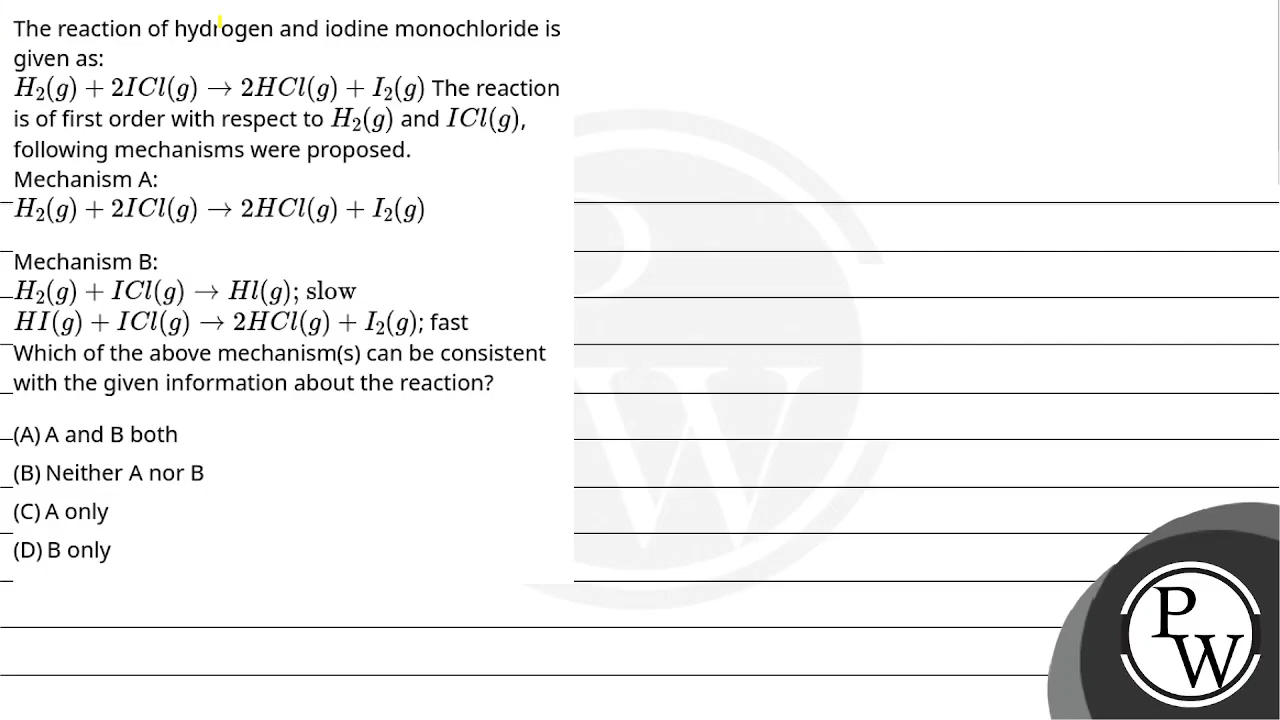 The reaction of hydrogen and iodine monochloride is
given as:
H₂(g) + 2ICl(g) → 2HCl(g) + I₂(g) The reaction
is of first order with respect to H₂(g) and ICl(g),
following mechanisms were proposed.
Mechanism A:
H₂(g) + 2ICl(g) → 2HCl(g) + I₂(g)
Mechanism B:
H₂(g) + ICl(g) → Hl(g); slow
HI(g) + ICl(g) → 2HCl(g) + I₂(g); fast
Which of the above mechanism(s) can be consistent
with the given information about the reaction?
(A) A and B both
(B) Neither A nor B
(C) A only
(D) B only
P
W
P
W